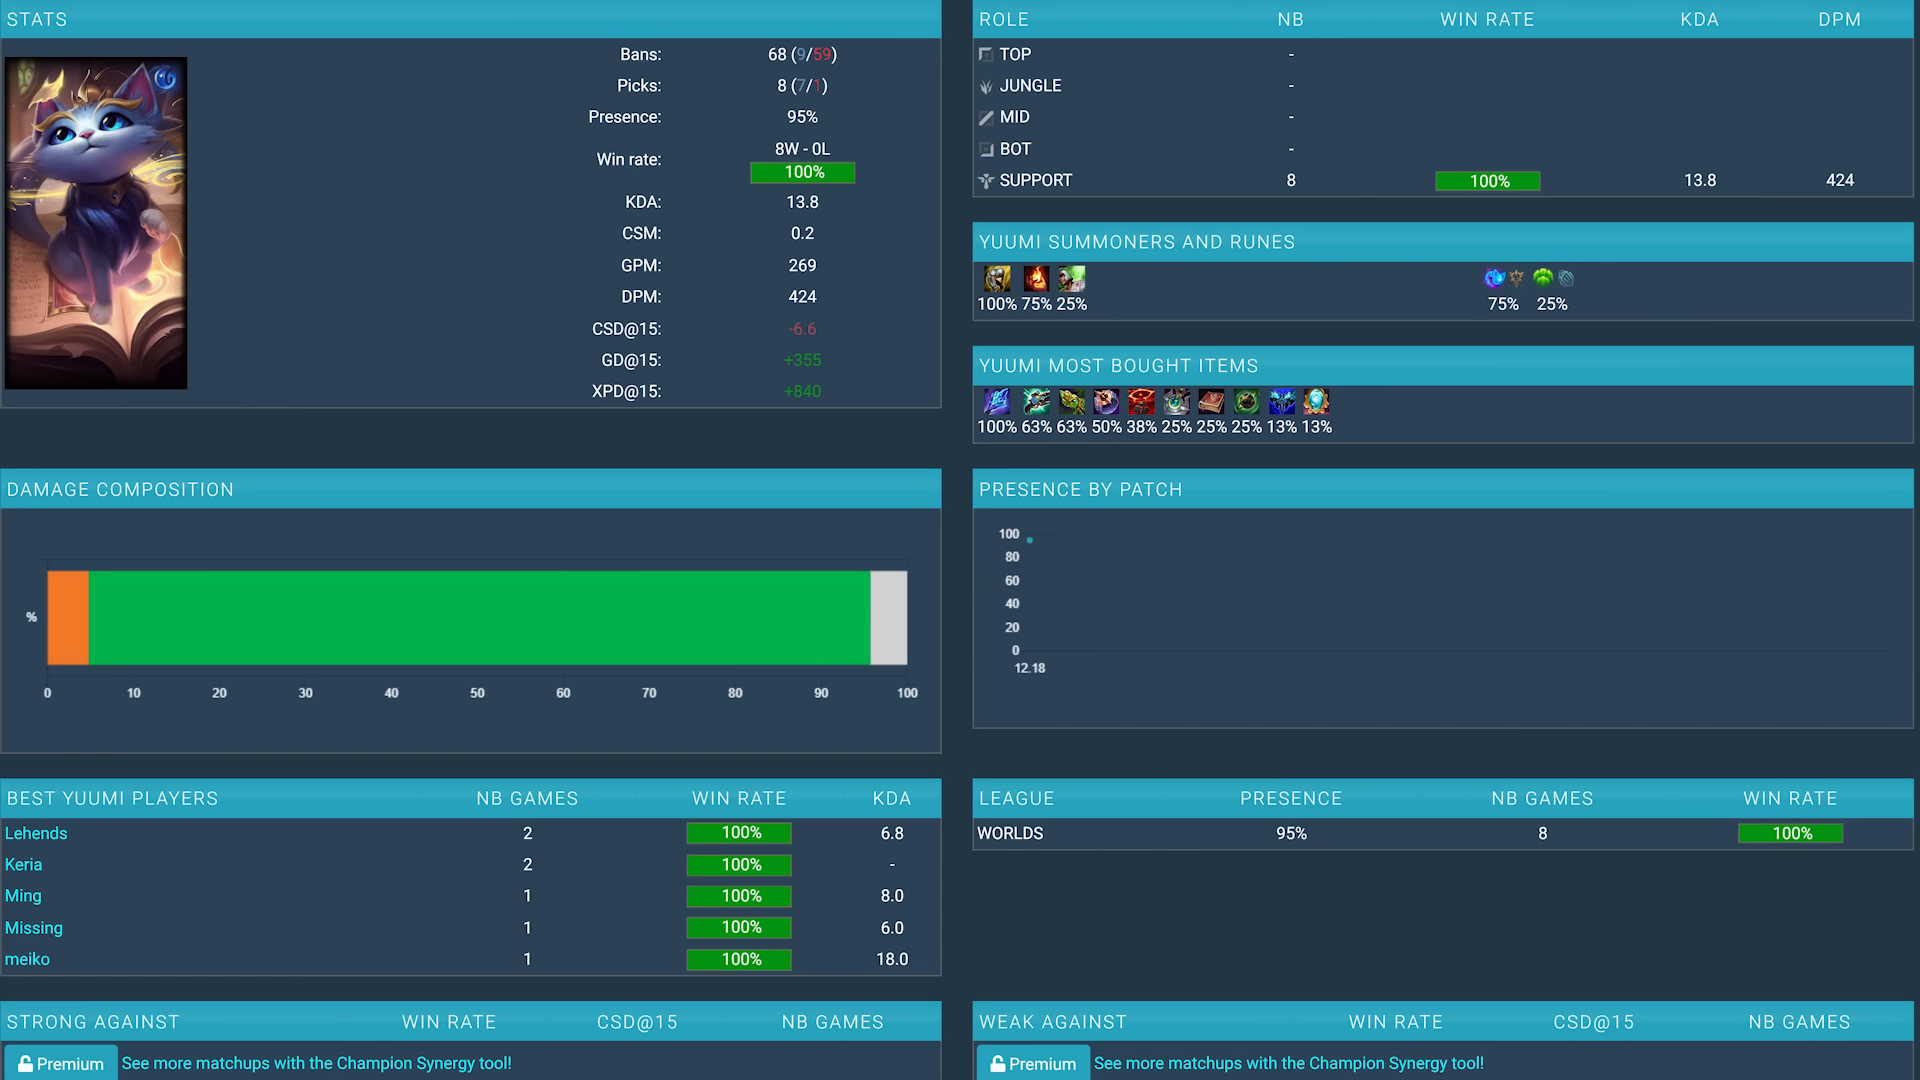 STATS
Bans: 68 (9/59)
Picks: 8 (7/1)
Presence: 95%
Win rate: 8W - 0L
100%
KDA: 13.8
CSM: 0.2
GPM: 269
DPM: 424
CSD@15: -6.6
GD@15: +355
XPD@15: +840
ROLE NB WIN RATE KDA DPM
TOP -
JUNGLE -
MID -
BOT -
SUPPORT 8 100% 13.8 424
YUUMI SUMMONERS AND RUNES
100% 75% 25% 75% 25%
YUUMI MOST BOUGHT ITEMS
100% 63% 63% 50% 38% 25% 25% 25% 13% 13%
DAMAGE COMPOSITION
%
0 10 20 30 40 50 60 70 80 90 100
PRESENCE BY PATCH
100
80
60
40
20
0
12.18
BEST YUUMI PLAYERS NB GAMES WIN RATE KDA
Lehends 2 100% 6.8
Keria 2 100% -
Ming 1 100% 8.0
Missing 1 100% 6.0
meiko 1 100% 18.0
LEAGUE PRESENCE NB GAMES WIN RATE
WORLDS 95% 8 100%
STRONG AGAINST WIN RATE CSD@15 NB GAMES
Premium See more matchups with the Champion Synergy tool!
WEAK AGAINST WIN RATE CSD@15 NB GAMES
Premium See more matchups with the Champion Synergy tool!